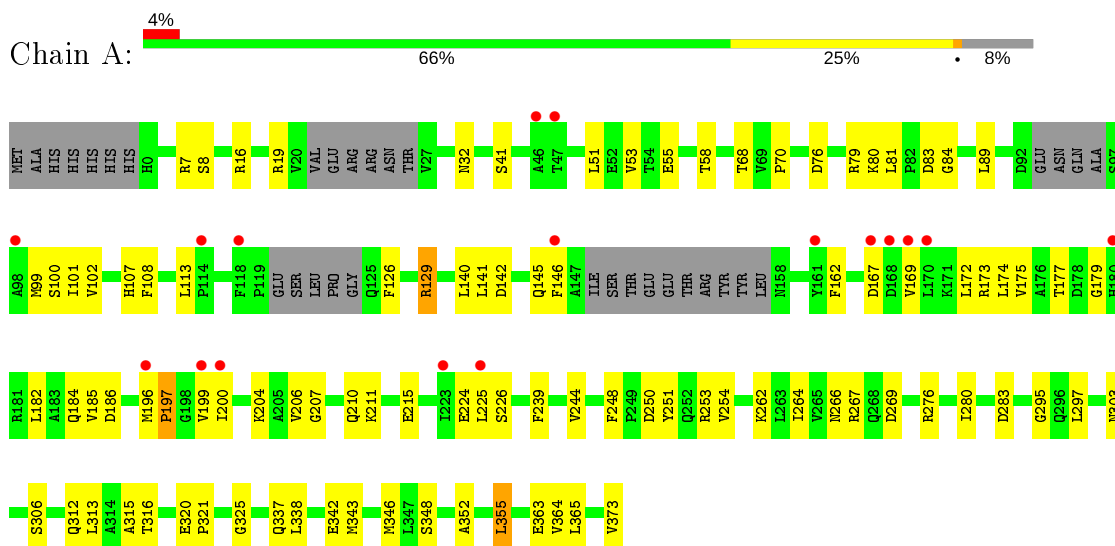 4%
Chain A:
66% 25% • 8%
MET ALA HIS HIS HIS HIS HIS HIS H0 R7 S8 R16 R19 V20 VAL GLU ARG ARG ASN THR V27 N32 S41 A46 T47 L51 E52 V53 T54 E55 T58 T68 V69 P70 D76 R79 K80 L81 P82 D83 G84 L89 D92 GLU ASN GLN ALA S97
A98 M99 S100 I101 V102 H107 F108 L113 P114 F118 P119 GLU SER LEU PRO GLY Q125 F126 R129 L140 L141 D142 Q145 F146 A147 ILE SER THR GLU GLU THR ARG TYR TYR LEU N158 Y161 F162 D167 D168 V169 L170 K171 L172 R173 L174 V175 A176 T177 D178 G179 H180
R181 L182 A183 Q184 V185 D186 M196 P197 G198 V199 I200 K204 A205 V206 G207 Q210 K211 E215 I223 E224 L225 S226 F239 V244 F248 P249 D250 Y251 Q252 R253 V254 K262 L263 I264 V265 N266 R267 Q268 D269 R276 I280 D283 G295 Q296 L297 N303
S306 Q312 L313 A314 A315 T316 E320 P321 G325 Q337 L338 E342 M343 M346 L347 S348 A352 L355 E363 V364 L365 V373